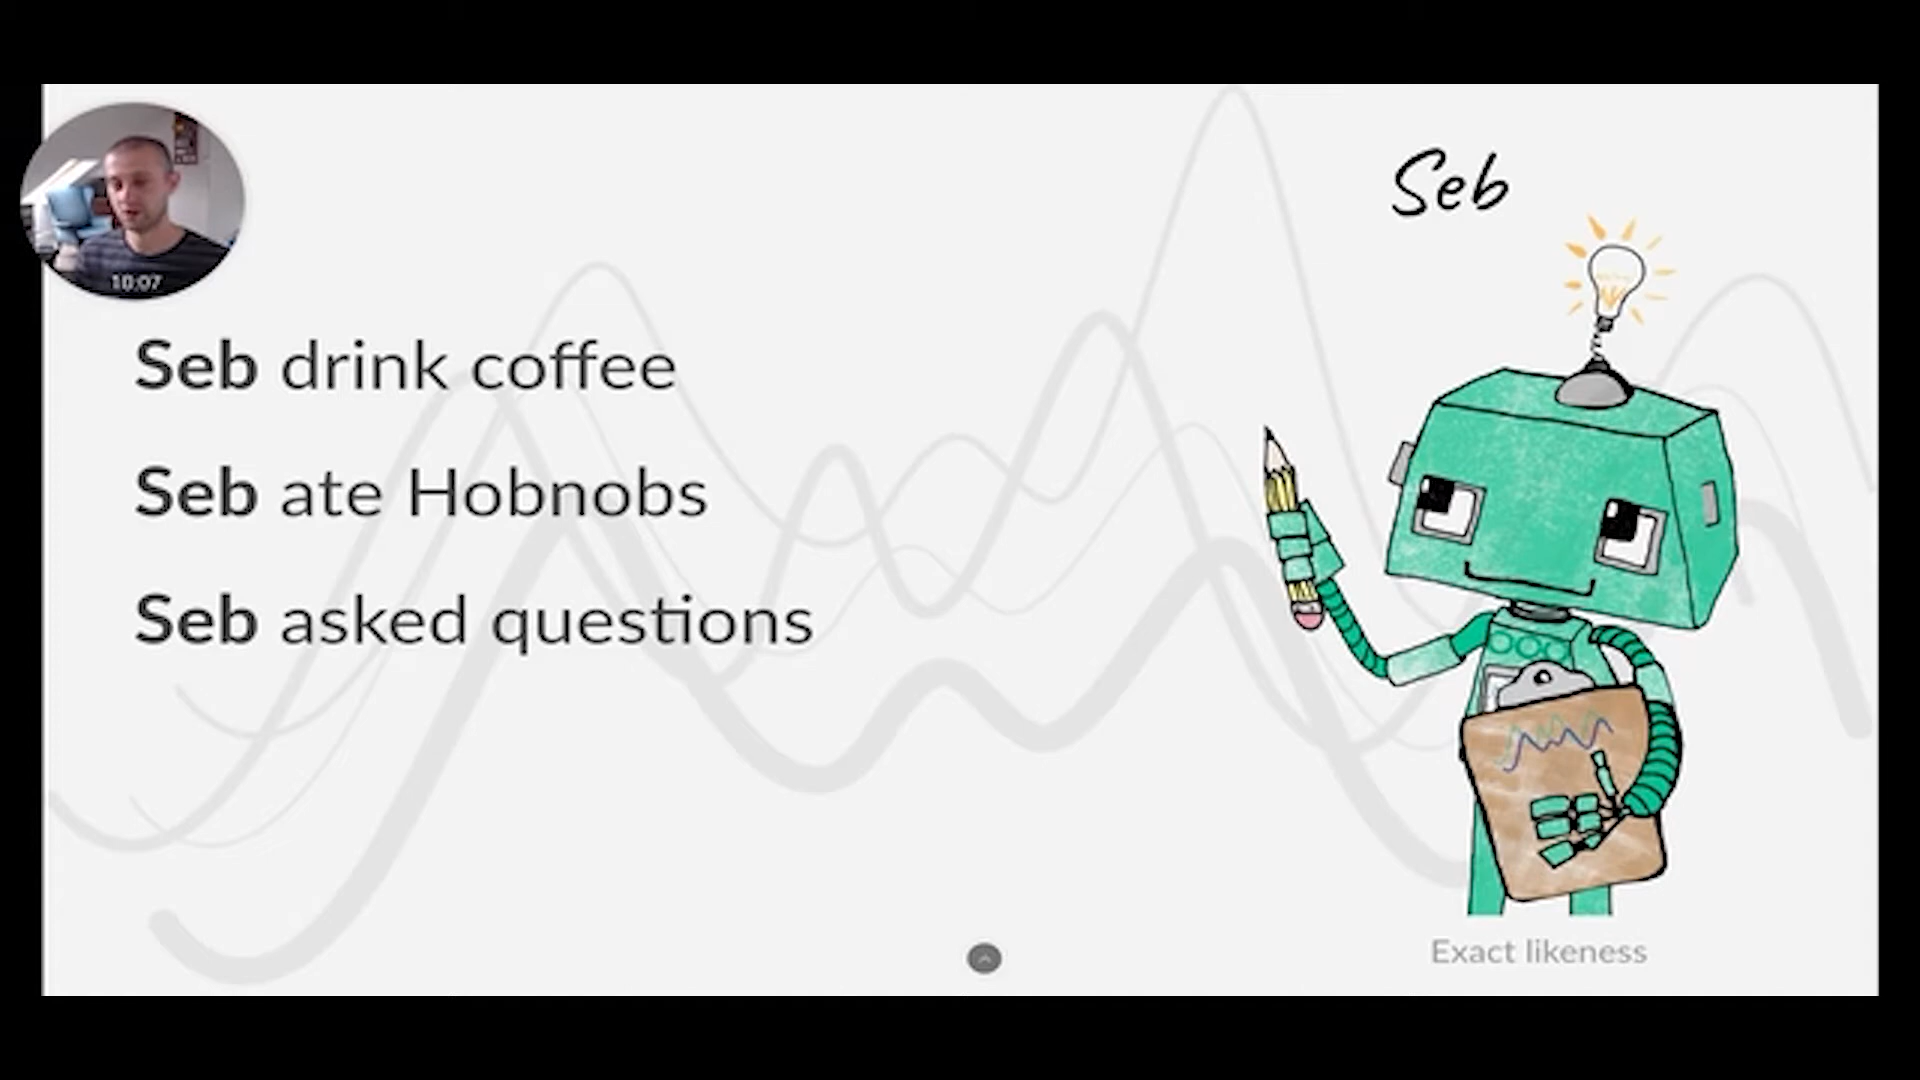 Seb
10:07
Seb drink coffee
Seb ate Hobnobs
Seb asked questions
Exact likeness